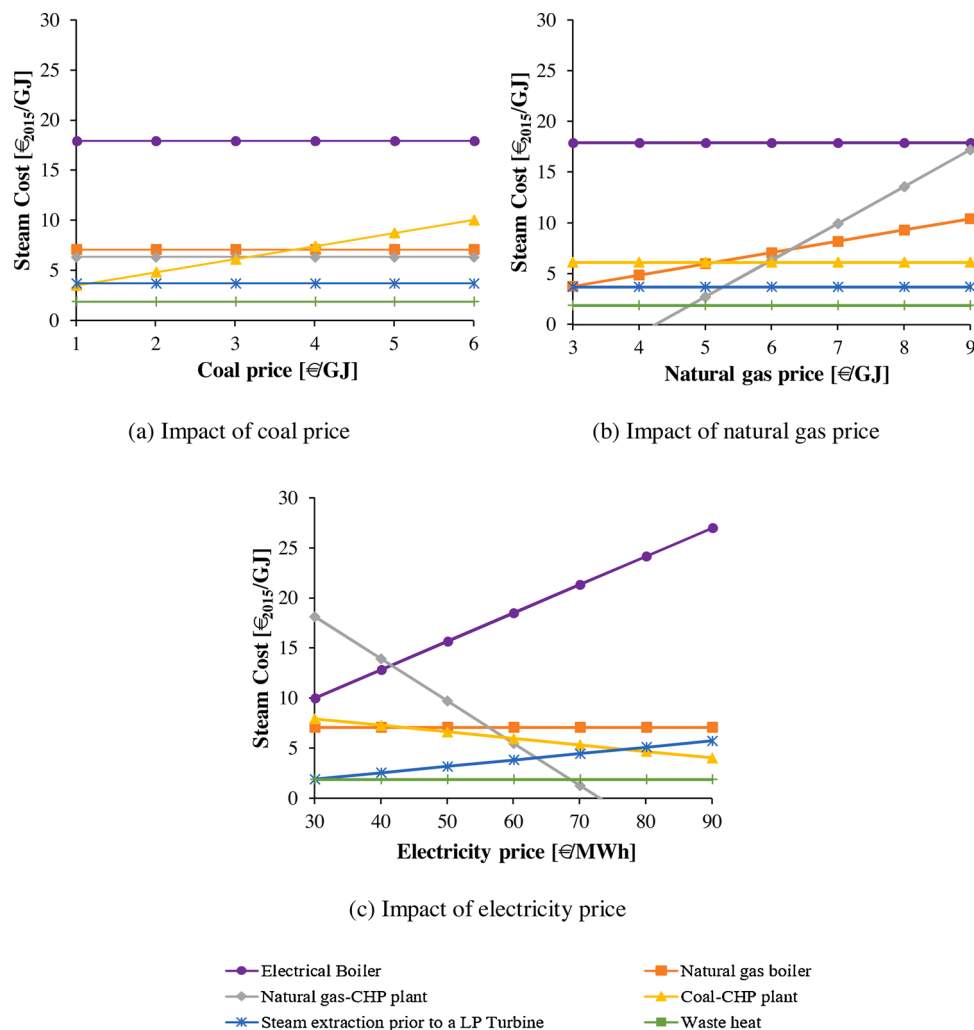 30
25
20
15
10
5
0
Steam Cost [€2015/GJ]
1 2 3 4 5 6
Coal price [€/GJ]
(a) Impact of coal price
30
25
20
15
10
5
0
Steam Cost [€2015/GJ]
3 4 5 6 7 8 9
Natural gas price [€/GJ]
(b) Impact of natural gas price
30
25
20
15
10
5
0
Steam Cost [€2015/GJ]
30 40 50 60 70 80 90
Electricity price [€/MWh]
(c) Impact of electricity price
Electrical Boiler Natural gas boiler
Natural gas-CHP plant Coal-CHP plant
Steam extraction prior to a LP Turbine Waste heat